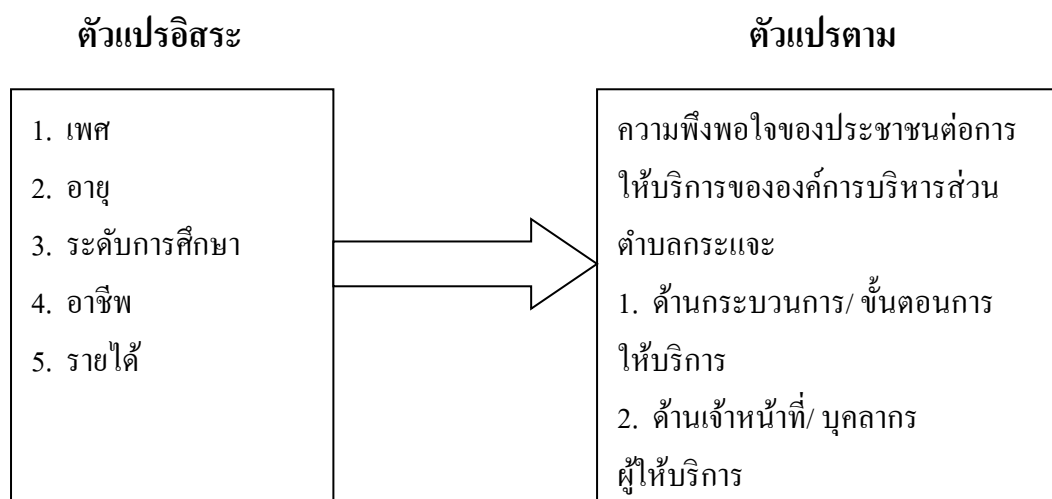 ตัวแปรอิสระ
1. เพศ
2. อายุ
3. ระดับการศึกษา
4. อาชีพ
5. รายได้
ตัวแปรตาม
ความพึงพอใจของประชาชนต่อการ
ให้บริการขององค์การบริหารส่วน
ตำบลกระแจะ
1. ด้านกระบวนการ/ ขั้นตอนการ
ให้บริการ
2. ด้านเจ้าหน้าที่/ บุคลากร
ผู้ให้บริการ